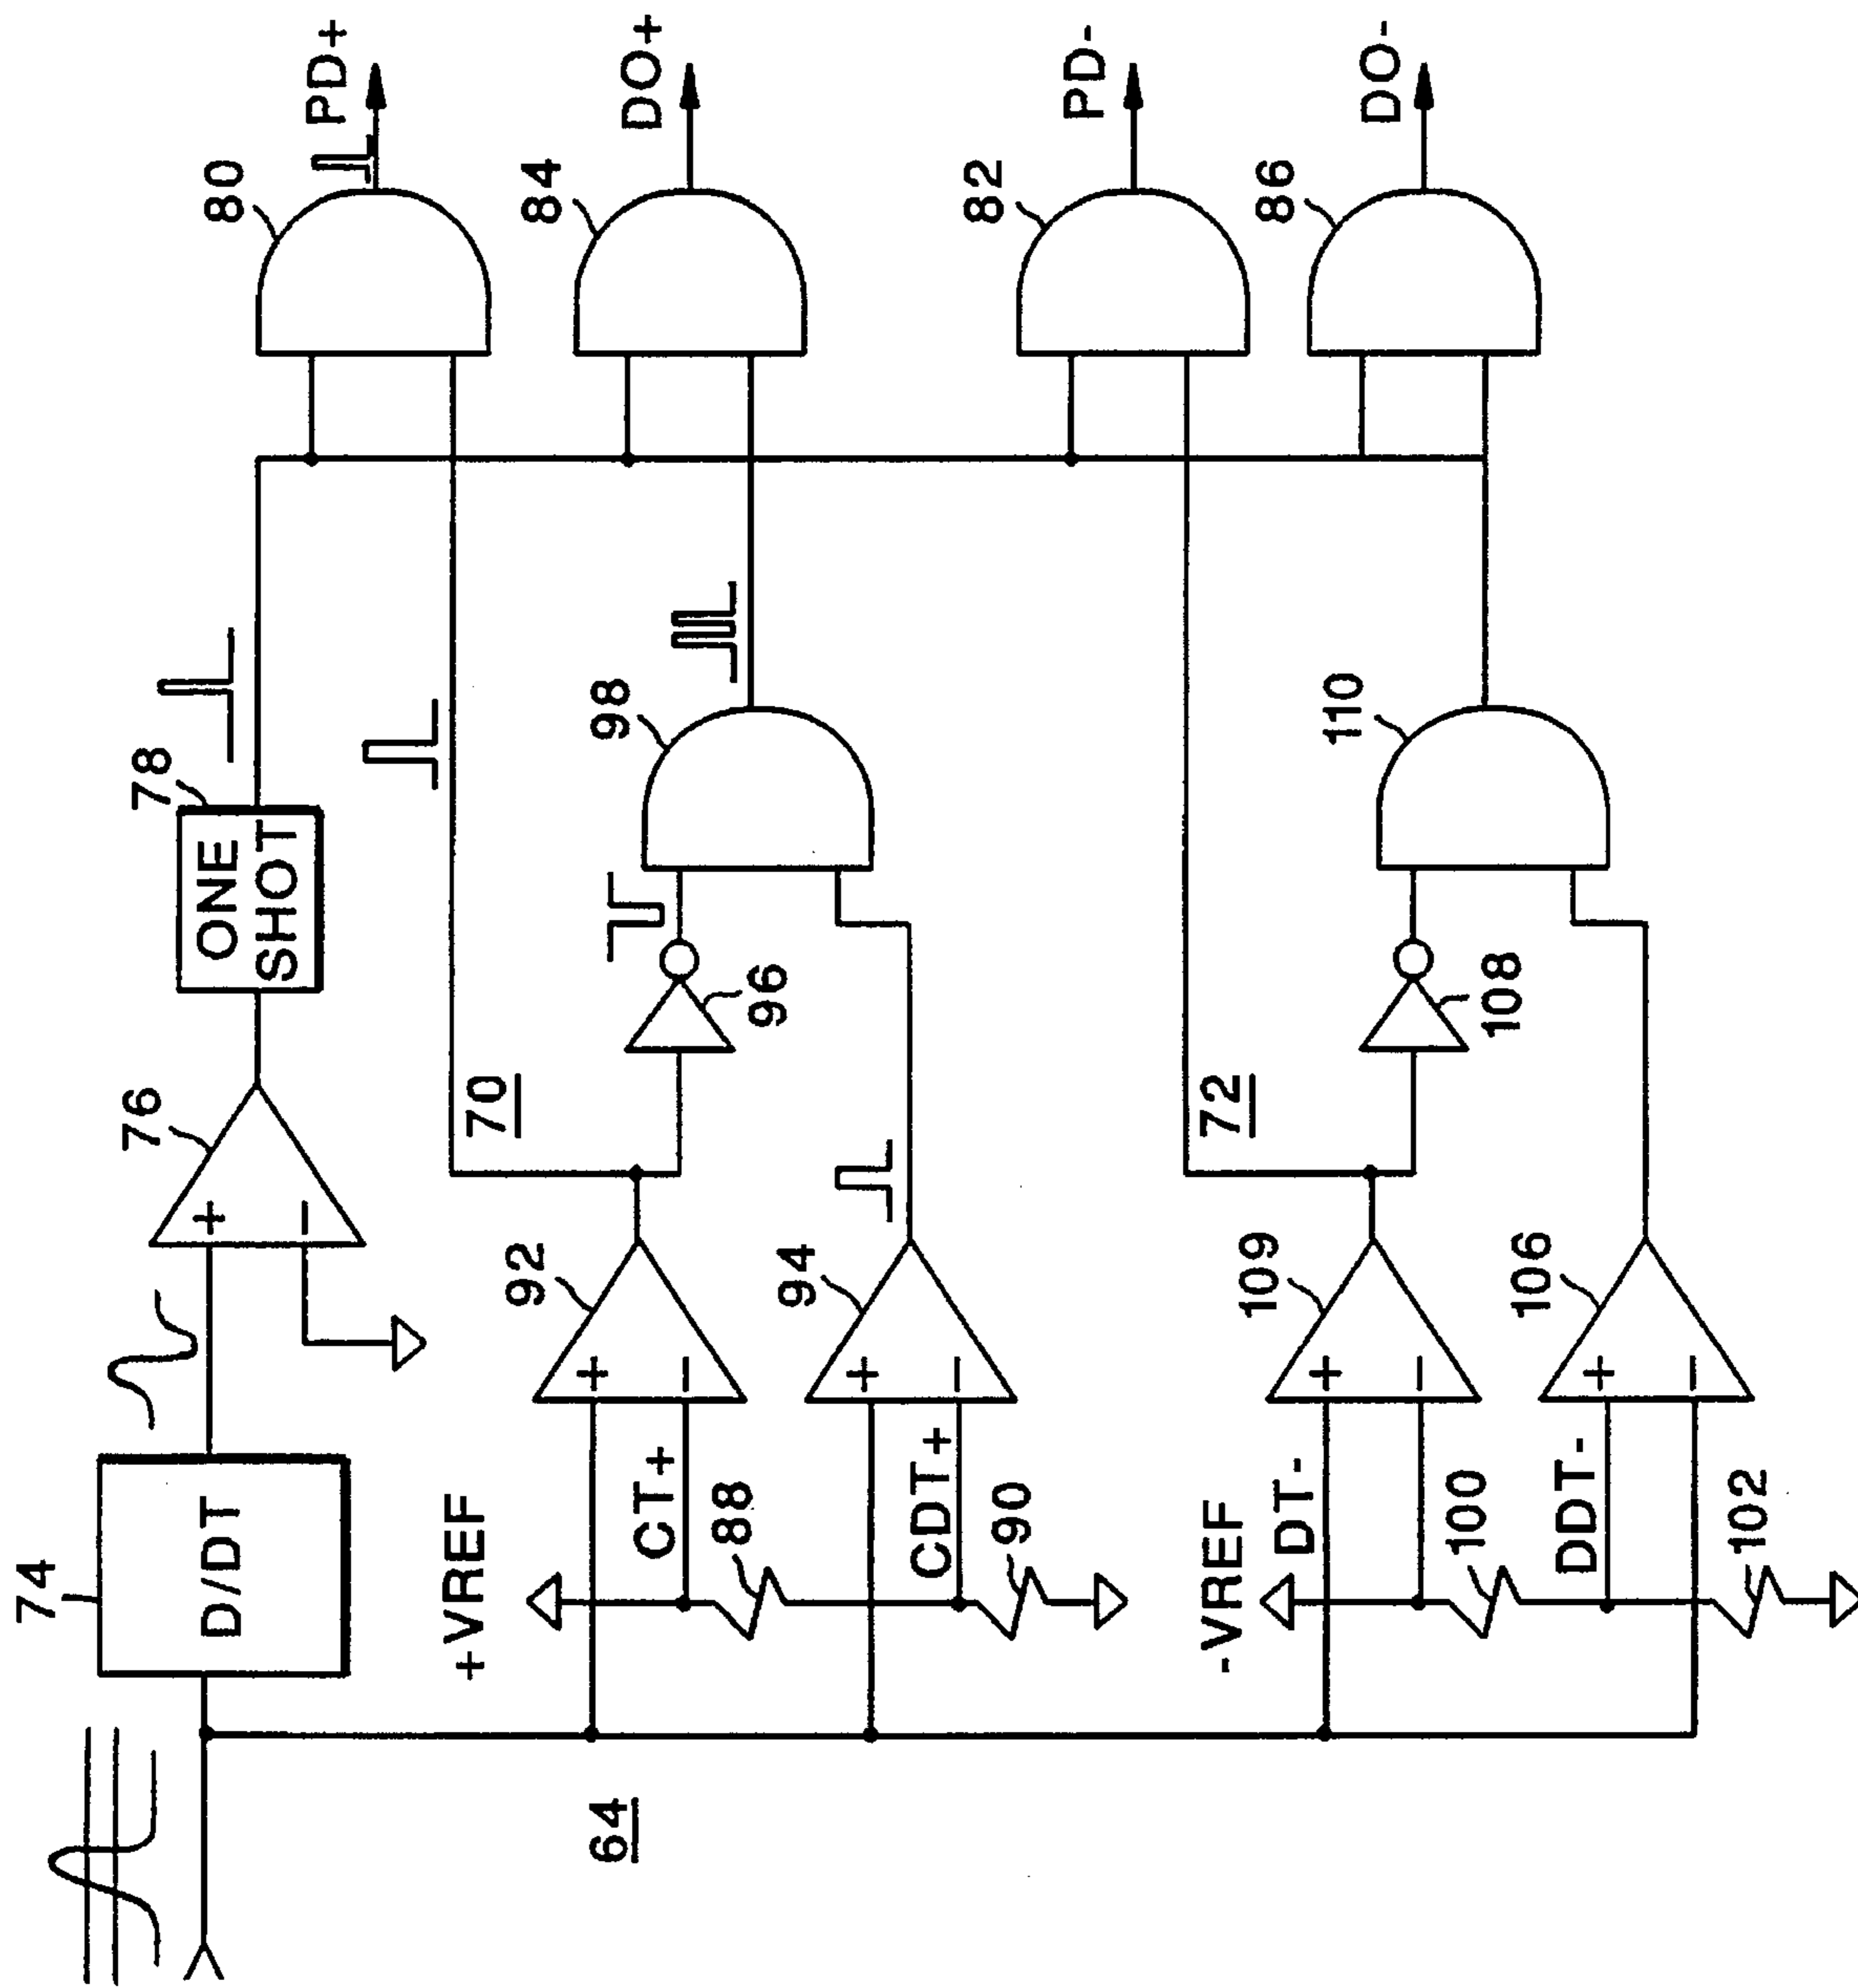 74
D/DT
76
+
−
78
ONE
SHOT
80
PD+
84
DO+
82
PD-
86
DO-
64
+VREF
CT+
88
CDT+
90
92
+
−
94
+
−
70
96
98
-VREF
DT-
100
DDT-
102
109
+
−
106
+
−
72
108
110